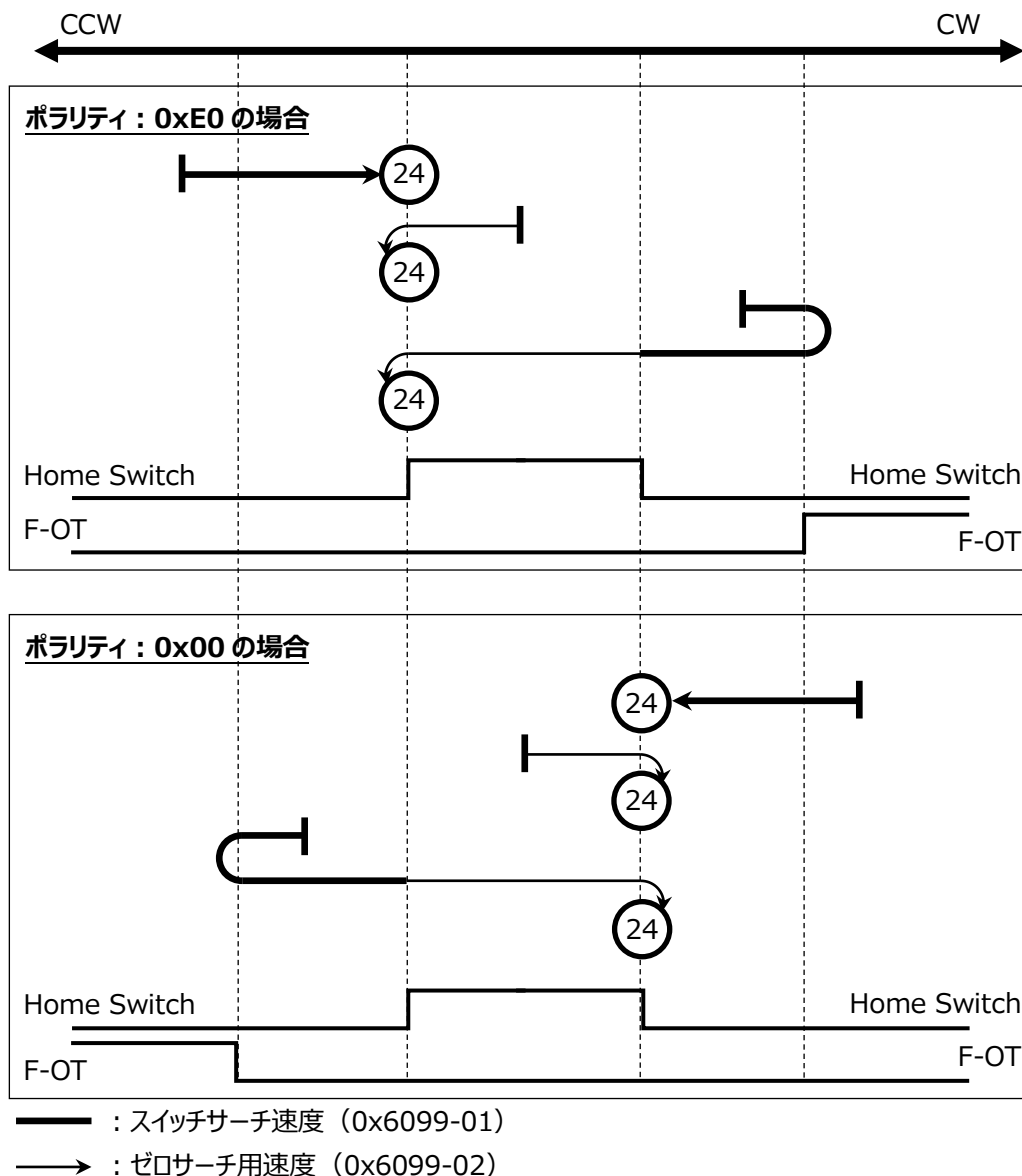 CCW CW
ポラリティ：0xE0 の場合
24
24
24
Home Switch Home Switch
F-OT F-OT
ポラリティ：0x00 の場合
24
24
24
Home Switch Home Switch
F-OT F-OT
：スイッチサーチ速度（0x6099-01）
：ゼロサーチ用速度（0x6099-02）